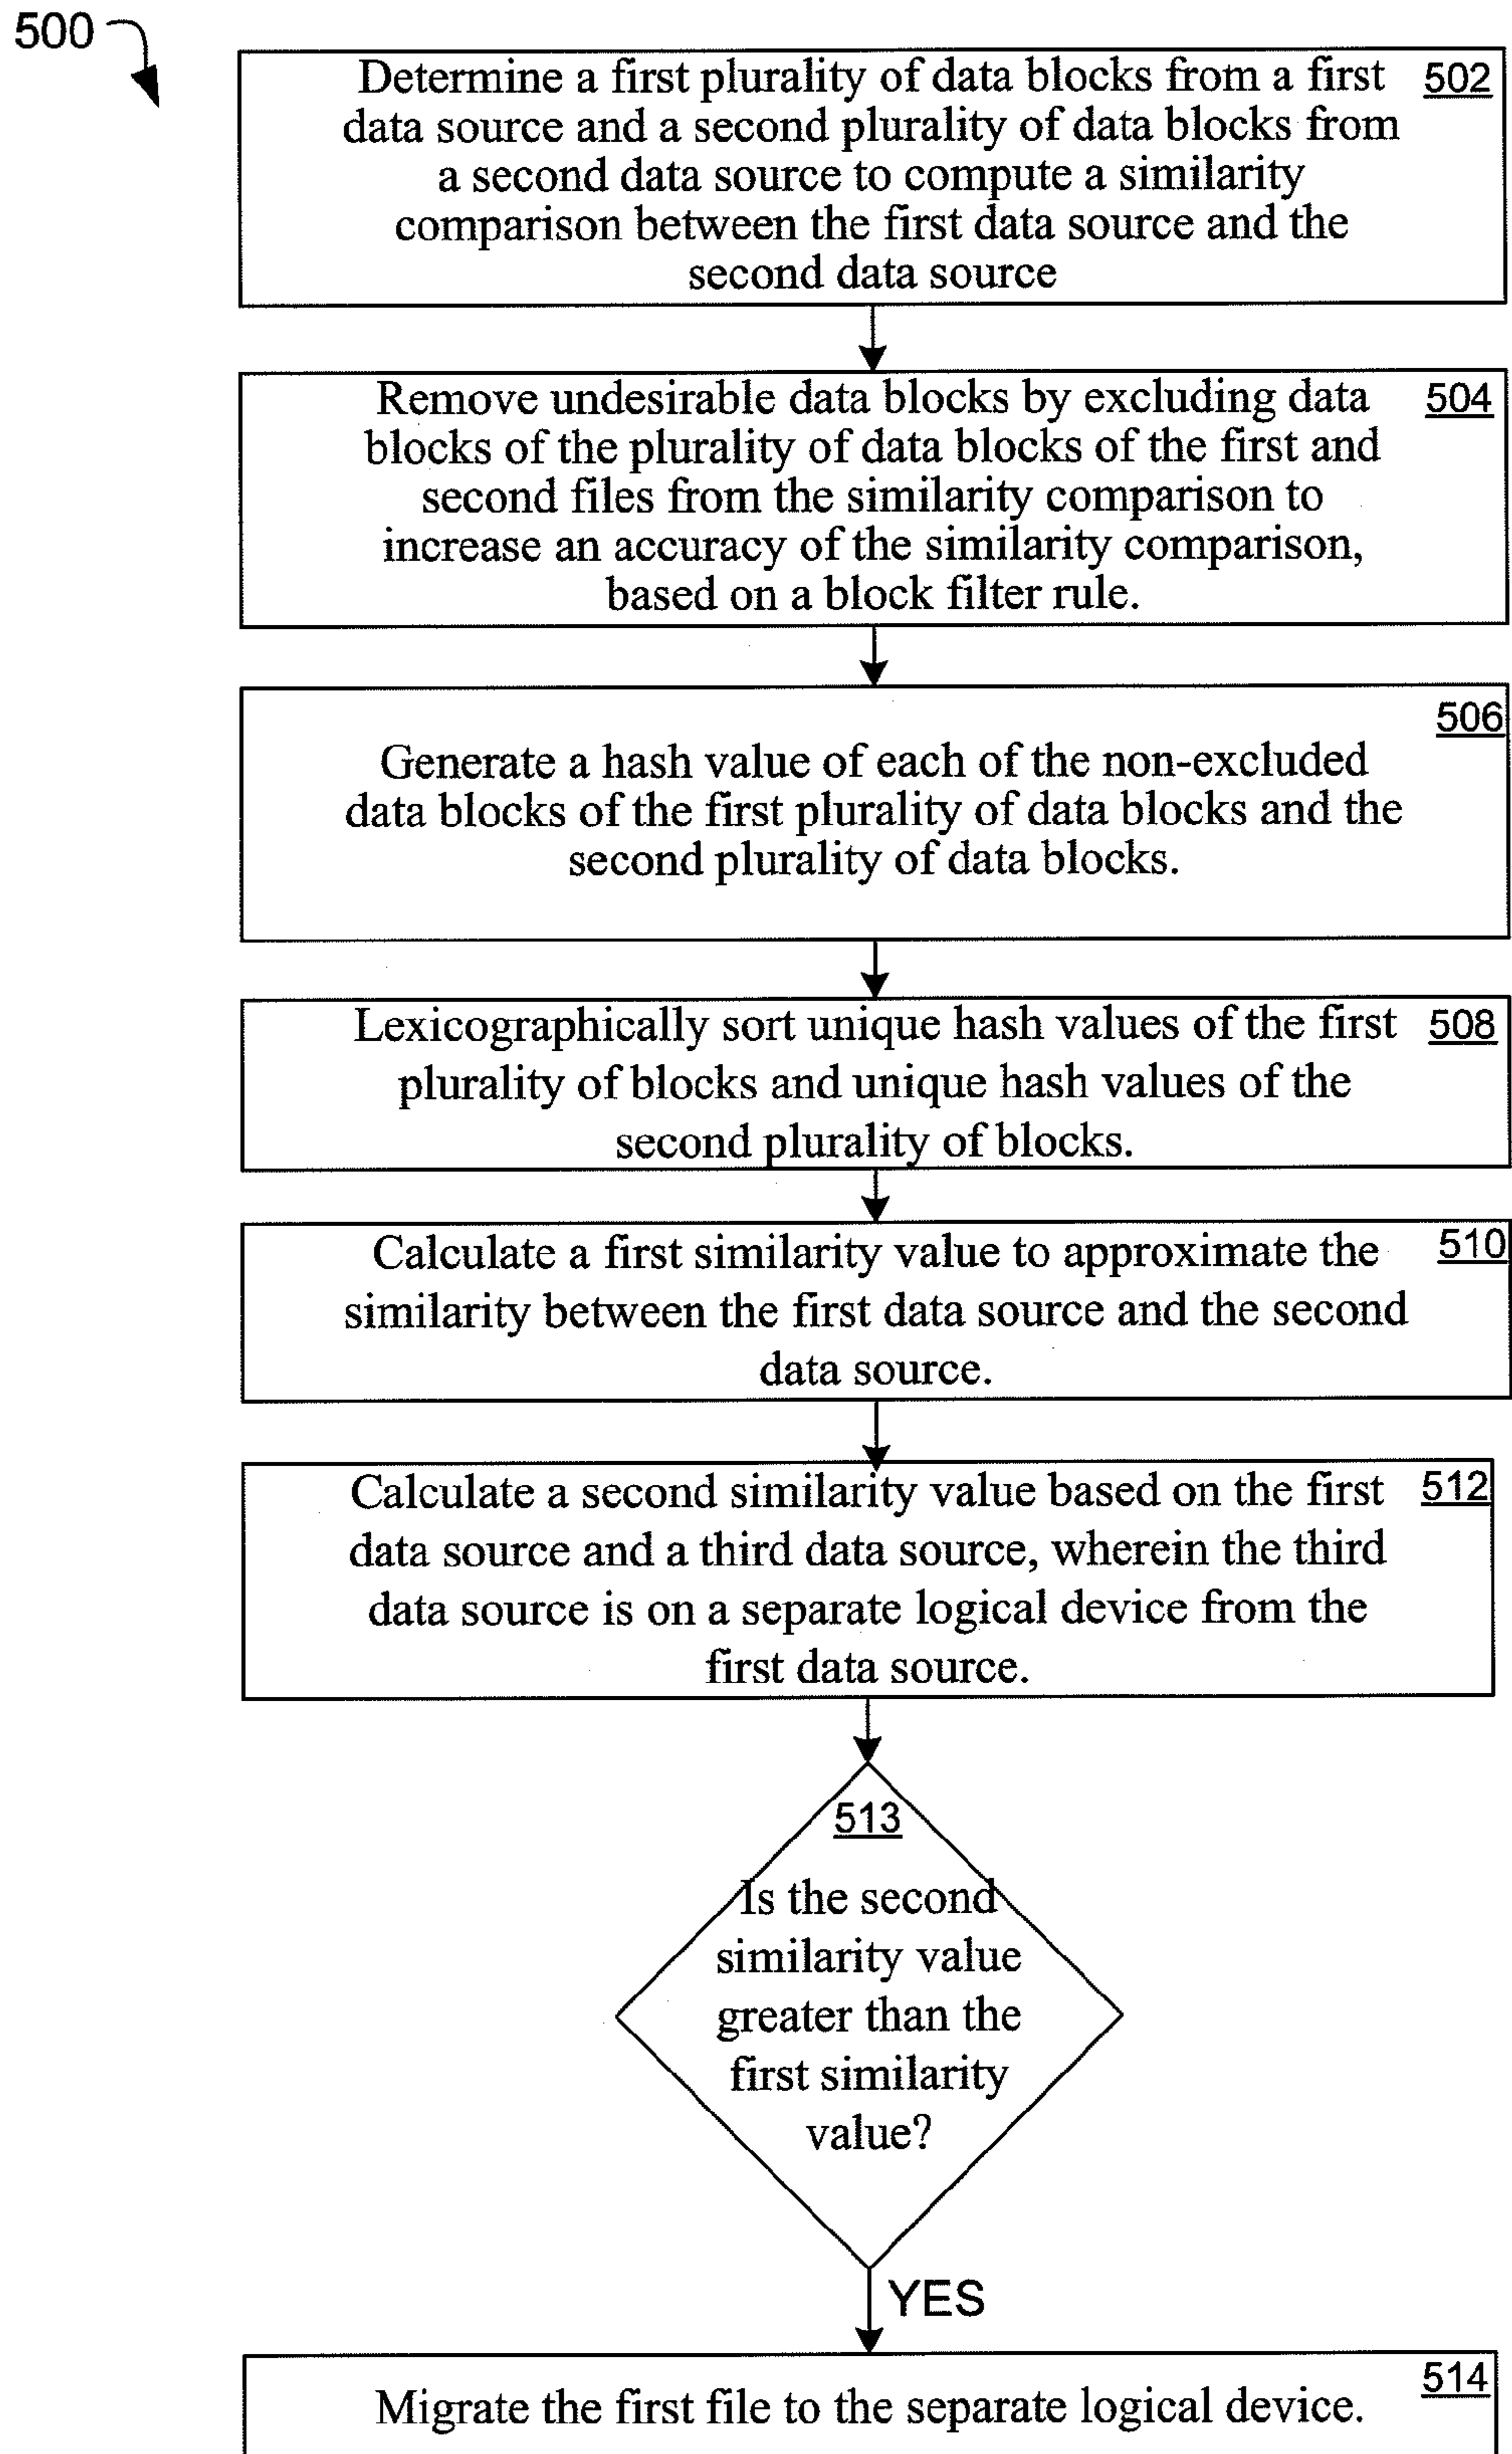 500
Determine a first plurality of data blocks from a first 502
data source and a second plurality of data blocks from
a second data source to compute a similarity
comparison between the first data source and the
second data source
Remove undesirable data blocks by excluding data 504
blocks of the plurality of data blocks of the first and
second files from the similarity comparison to
increase an accuracy of the similarity comparison,
based on a block filter rule.
506
Generate a hash value of each of the non-excluded
data blocks of the first plurality of data blocks and the
second plurality of data blocks.
Lexicographically sort unique hash values of the first 508
plurality of blocks and unique hash values of the
second plurality of blocks.
Calculate a first similarity value to approximate the 510
similarity between the first data source and the second
data source.
Calculate a second similarity value based on the first 512
data source and a third data source, wherein the third
data source is on a separate logical device from the
first data source.
513
Is the second
similarity value
greater than the
first similarity
value?
YES
514
Migrate the first file to the separate logical device.